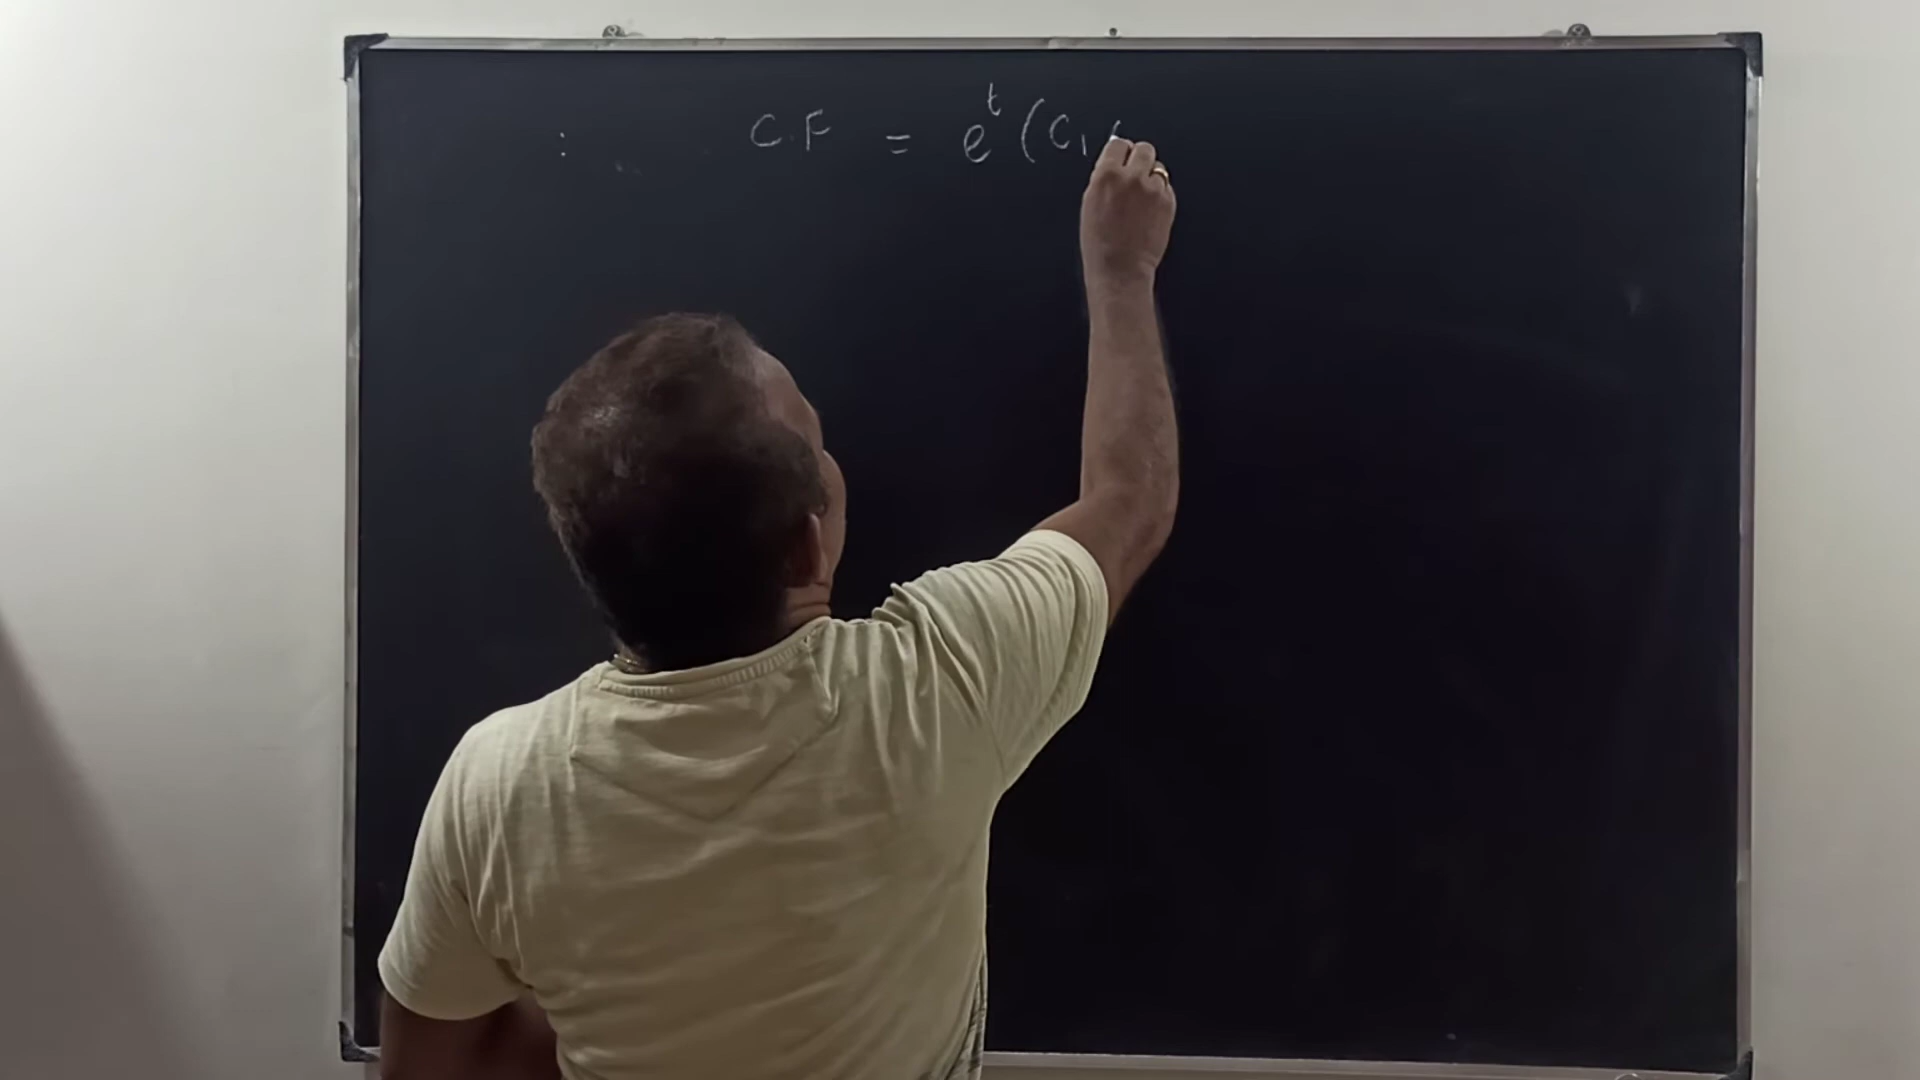 : C.F = e^t (C₁